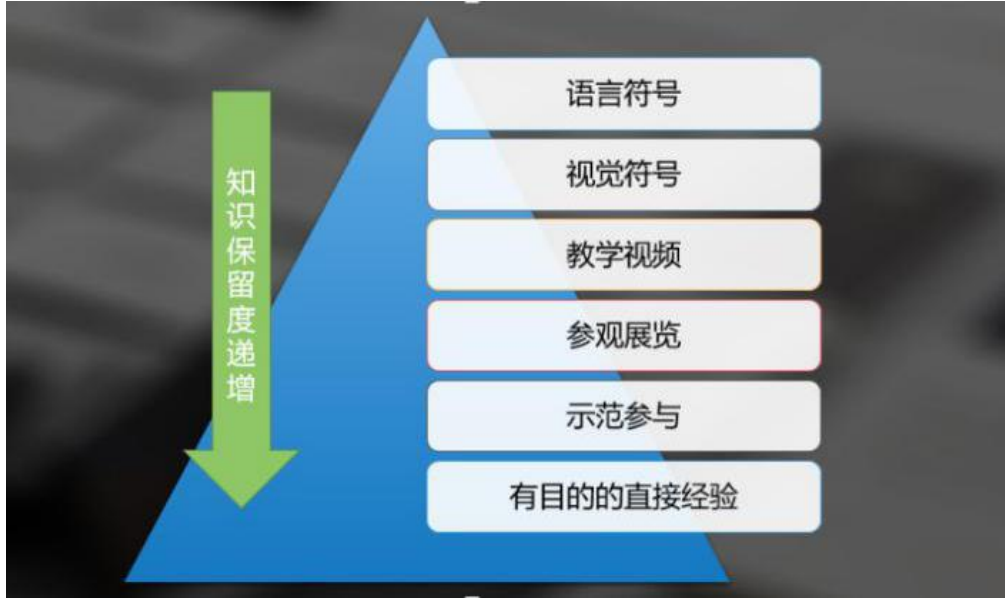 知识保留度递增
语言符号
视觉符号
教学视频
参观展览
示范参与
有目的的直接经验